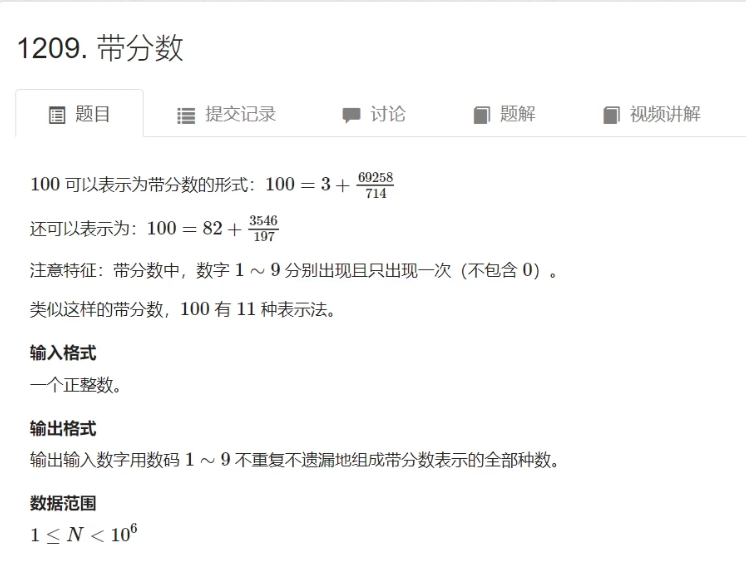 1209. 带分数
题目 提交记录 讨论 题解 视频讲解
100 可以表示为带分数的形式：100 = 3 + 69258/714
还可以表示为：100 = 82 + 3546/197
注意特征：带分数中，数字 1 ∼ 9 分别出现且只出现一次（不包含 0）。
类似这样的带分数，100 有 11 种表示法。
输入格式
一个正整数。
输出格式
输出输入数字用数码 1 ∼ 9 不重复不遗漏地组成带分数表示的全部种数。
数据范围
1 ≤ N < 10⁶